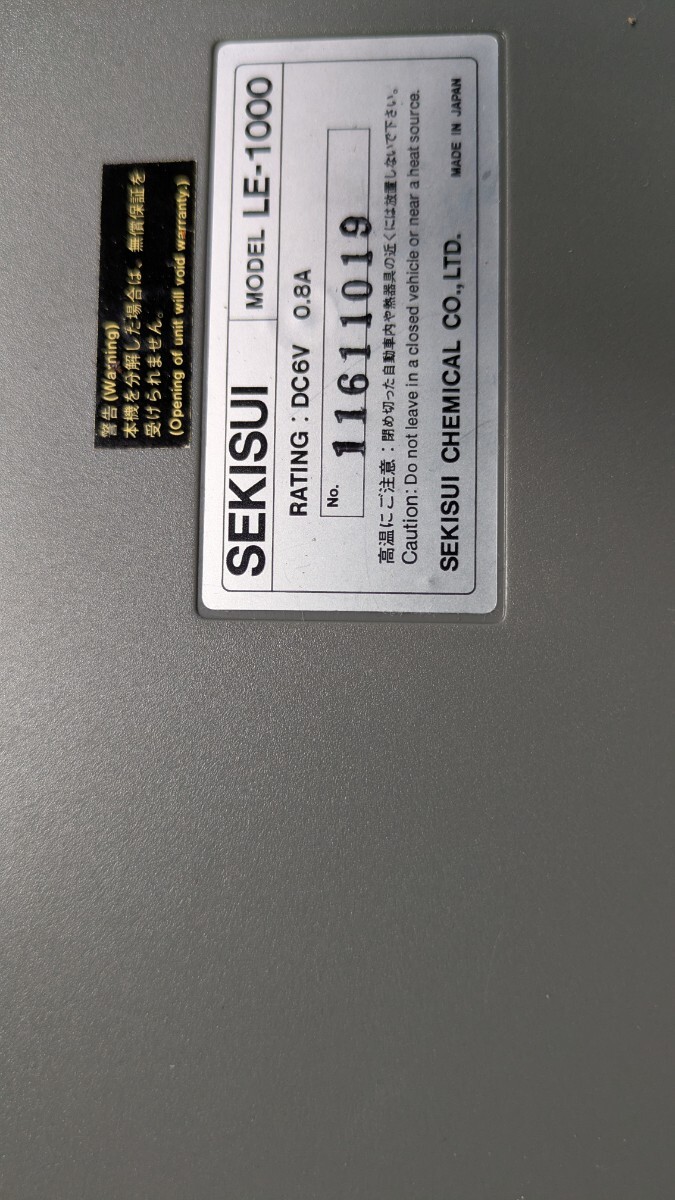 警告 (Warning)
本機を分解した場合は、無償保証を
受けられません。
(Opening of unit will void warranty.)
SEKISUI MODEL LE-1000
RATING : DC6V 0.8A
No. 11611019
高温にご注意 : 閉め切った自動車内や熱器具の近くには放置しないで下さい。
Caution: Do not leave in a closed vehicle or near a heat source.
SEKISUI CHEMICAL CO., LTD. MADE IN JAPAN